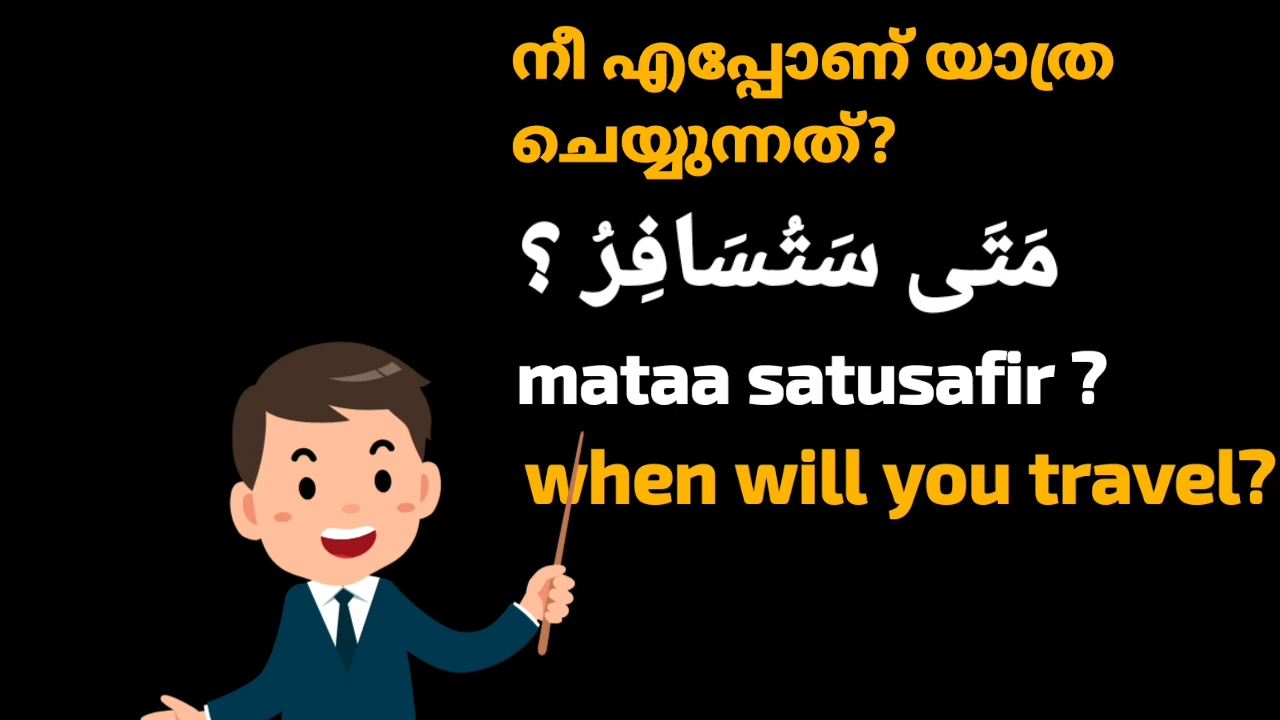 നീ എപ്പോണ് യാത്ര
ചെയ്യുന്നത്?
مَتَى سَتُسَافِرُ ؟
mataa satusafir ?
when will you travel?